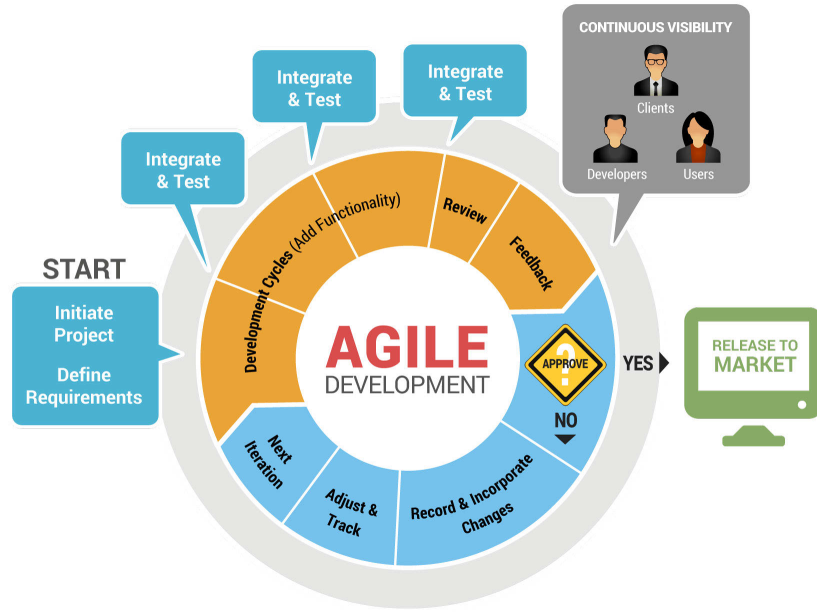 START
Initiate
Project
Define
Requirements
Integrate
& Test
Integrate
& Test
Integrate
& Test
CONTINUOUS VISIBILITY
Clients
Developers
Users
Development Cycles (Add Functionality)
Review
Feedback
AGILE
DEVELOPMENT
?
APPROVE
YES
NO
RELEASE TO
MARKET
Record & Incorporate
Changes
Adjust &
Track
Next
Iteration